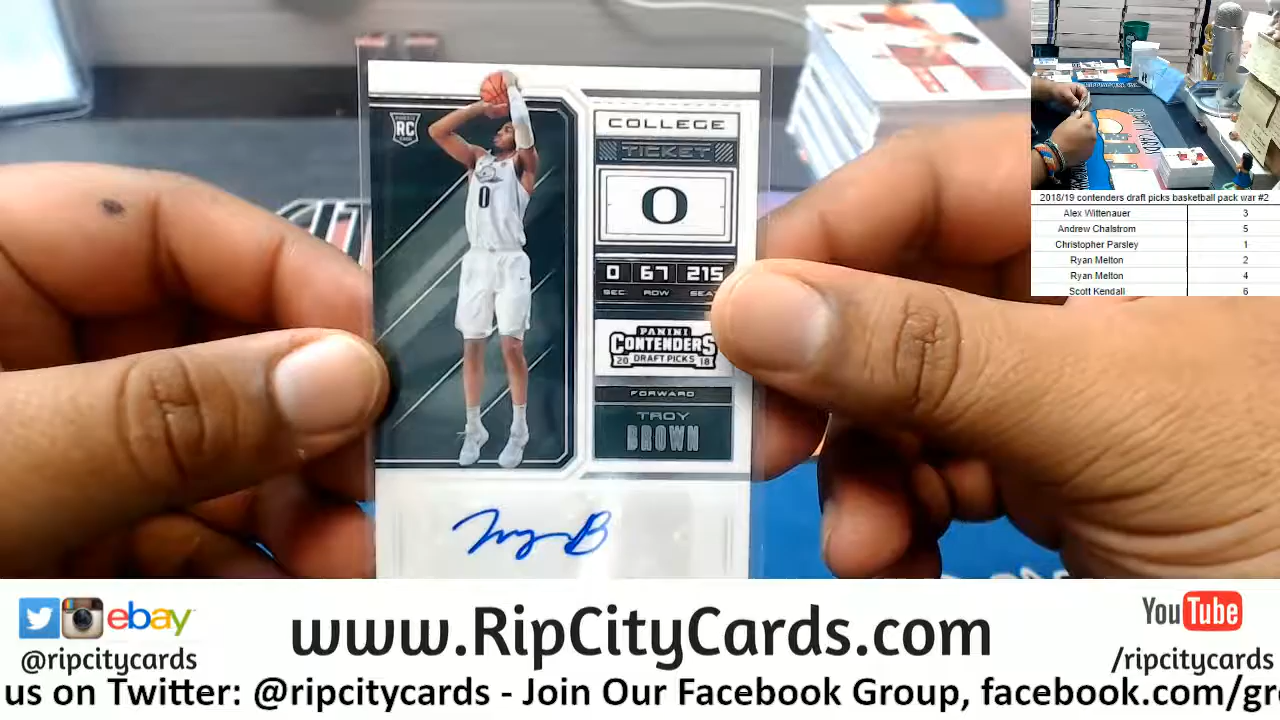 RC
COLLEGE
TICKET
O
0 67 215
SEC ROW
PANINI
CONTENDERS
20 DRAFT PICKS 18
FORWARD
TROY
BROWN
0
2018/19 contenders draft picks basketball pack war #2
Alex Wittenauer 3
Andrew Chalstrom 5
Christopher Parsley 1
Ryan Melton 2
Ryan Melton 4
Scott Kendall 6
ebay
@ripcitycards
www.RipCityCards.com
YouTube
/ripcitycards
us on Twitter: @ripcitycards - Join Our Facebook Group, facebook.com/gr